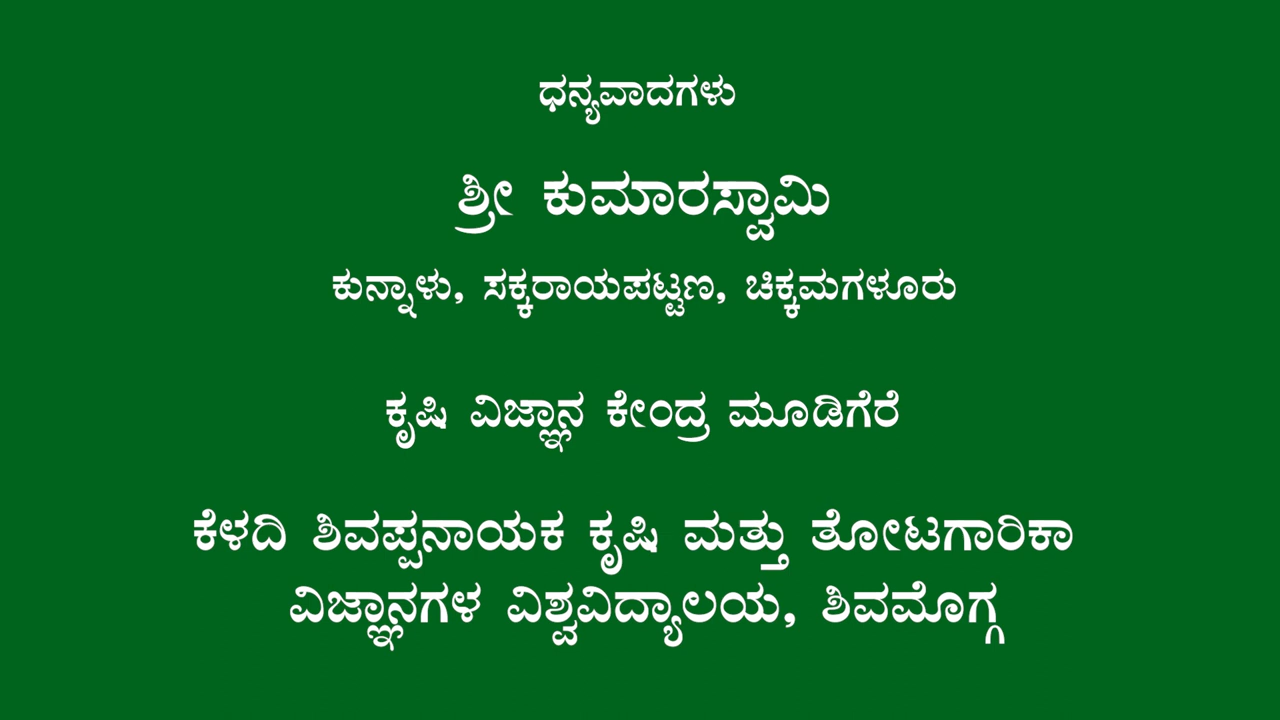 ಧನ್ಯವಾದಗಳು
ಶ್ರೀ ಕುಮಾರಸ್ವಾಮಿ
ಕುನ್ನಾಳು, ಸಕ್ಕರಾಯಪಟ್ಟಣ, ಚಿಕ್ಕಮಗಳೂರು
ಕೃಷಿ ವಿಜ್ಞಾನ ಕೇಂದ್ರ ಮೂಡಿಗೆರೆ
ಕೆಳದಿ ಶಿವಪ್ಪನಾಯಕ ಕೃಷಿ ಮತ್ತು ತೋಟಗಾರಿಕಾ
ವಿಜ್ಞಾನಗಳ ವಿಶ್ವವಿದ್ಯಾಲಯ, ಶಿವಮೊಗ್ಗ